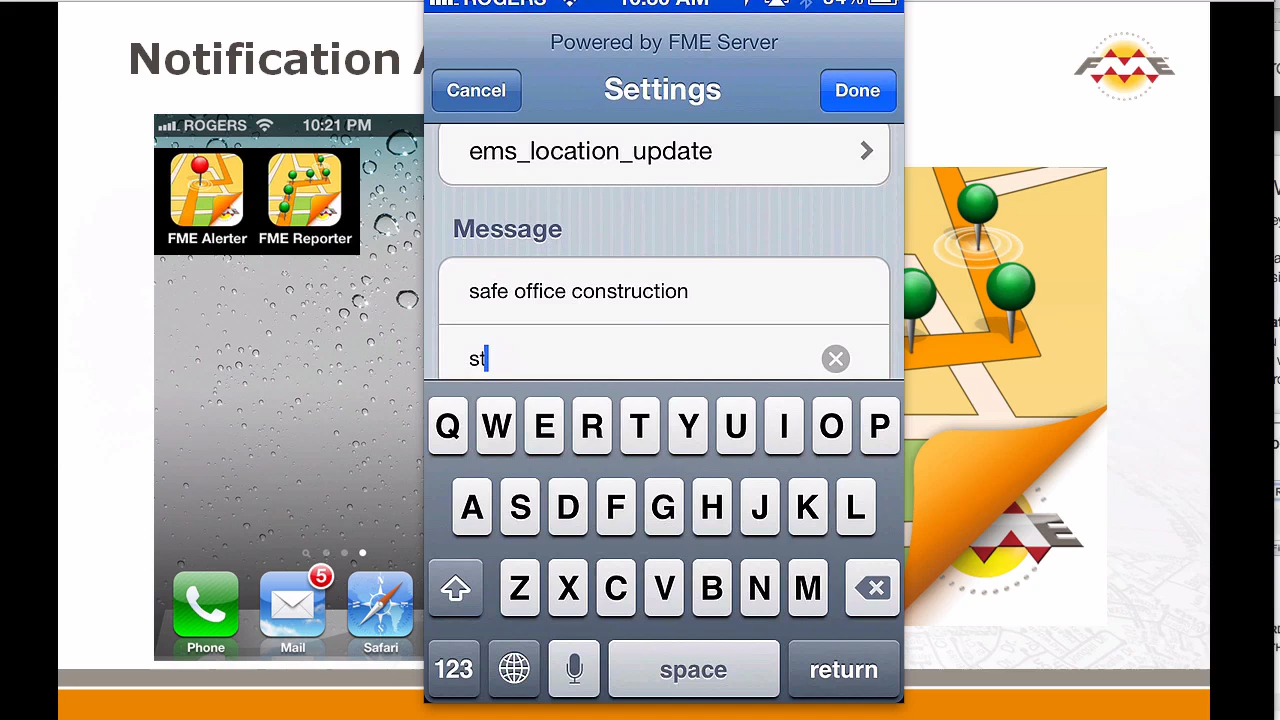 Notification
ROGERS 10:21 PM
FME Alerter FME Reporter
5
Phone Mail Safari
ROGERS
Powered by FME Server
Cancel Settings Done
ems_location_update
Message
safe office construction
st
Q W E R T Y U I O P
A S D F G H J K L
Z X C V B N M
123 space return
FME